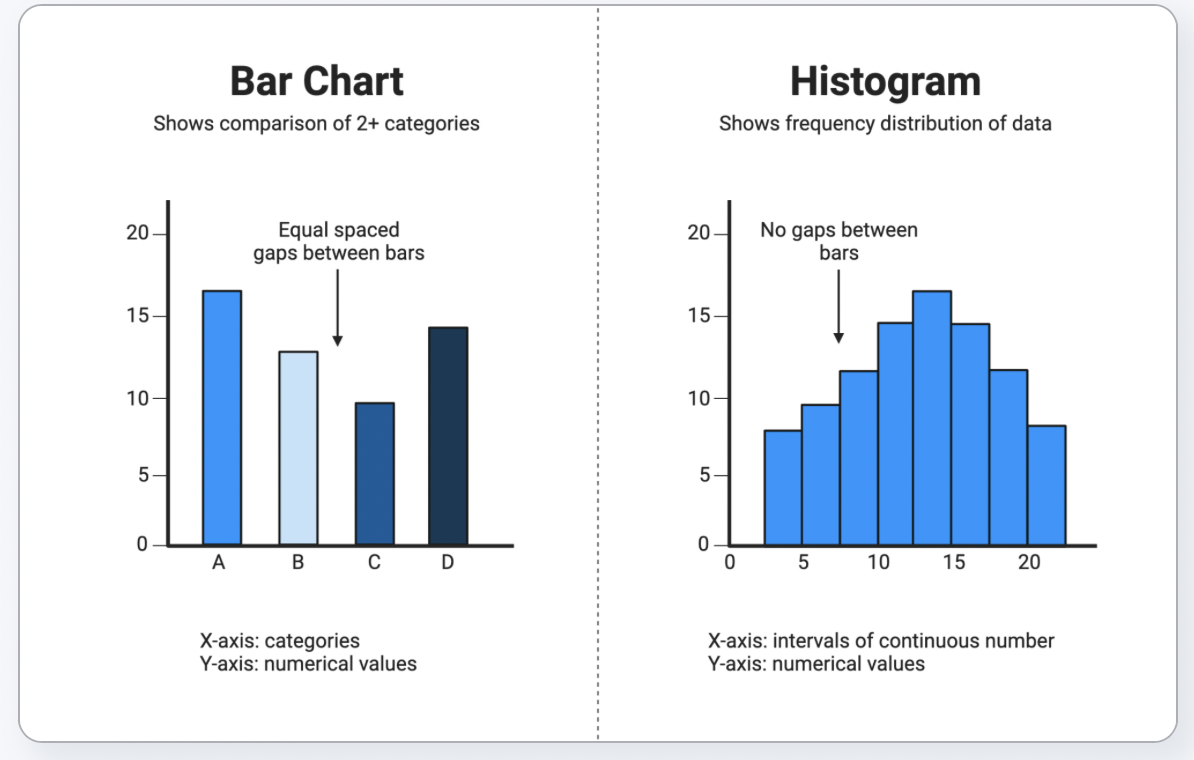 Bar Chart
Shows comparison of 2+ categories
20
15
10
5
0
Equal spaced
gaps between bars
A B C D
X-axis: categories
Y-axis: numerical values
Histogram
Shows frequency distribution of data
20
15
10
5
0
No gaps between
bars
0 5 10 15 20
X-axis: intervals of continuous number
Y-axis: numerical values